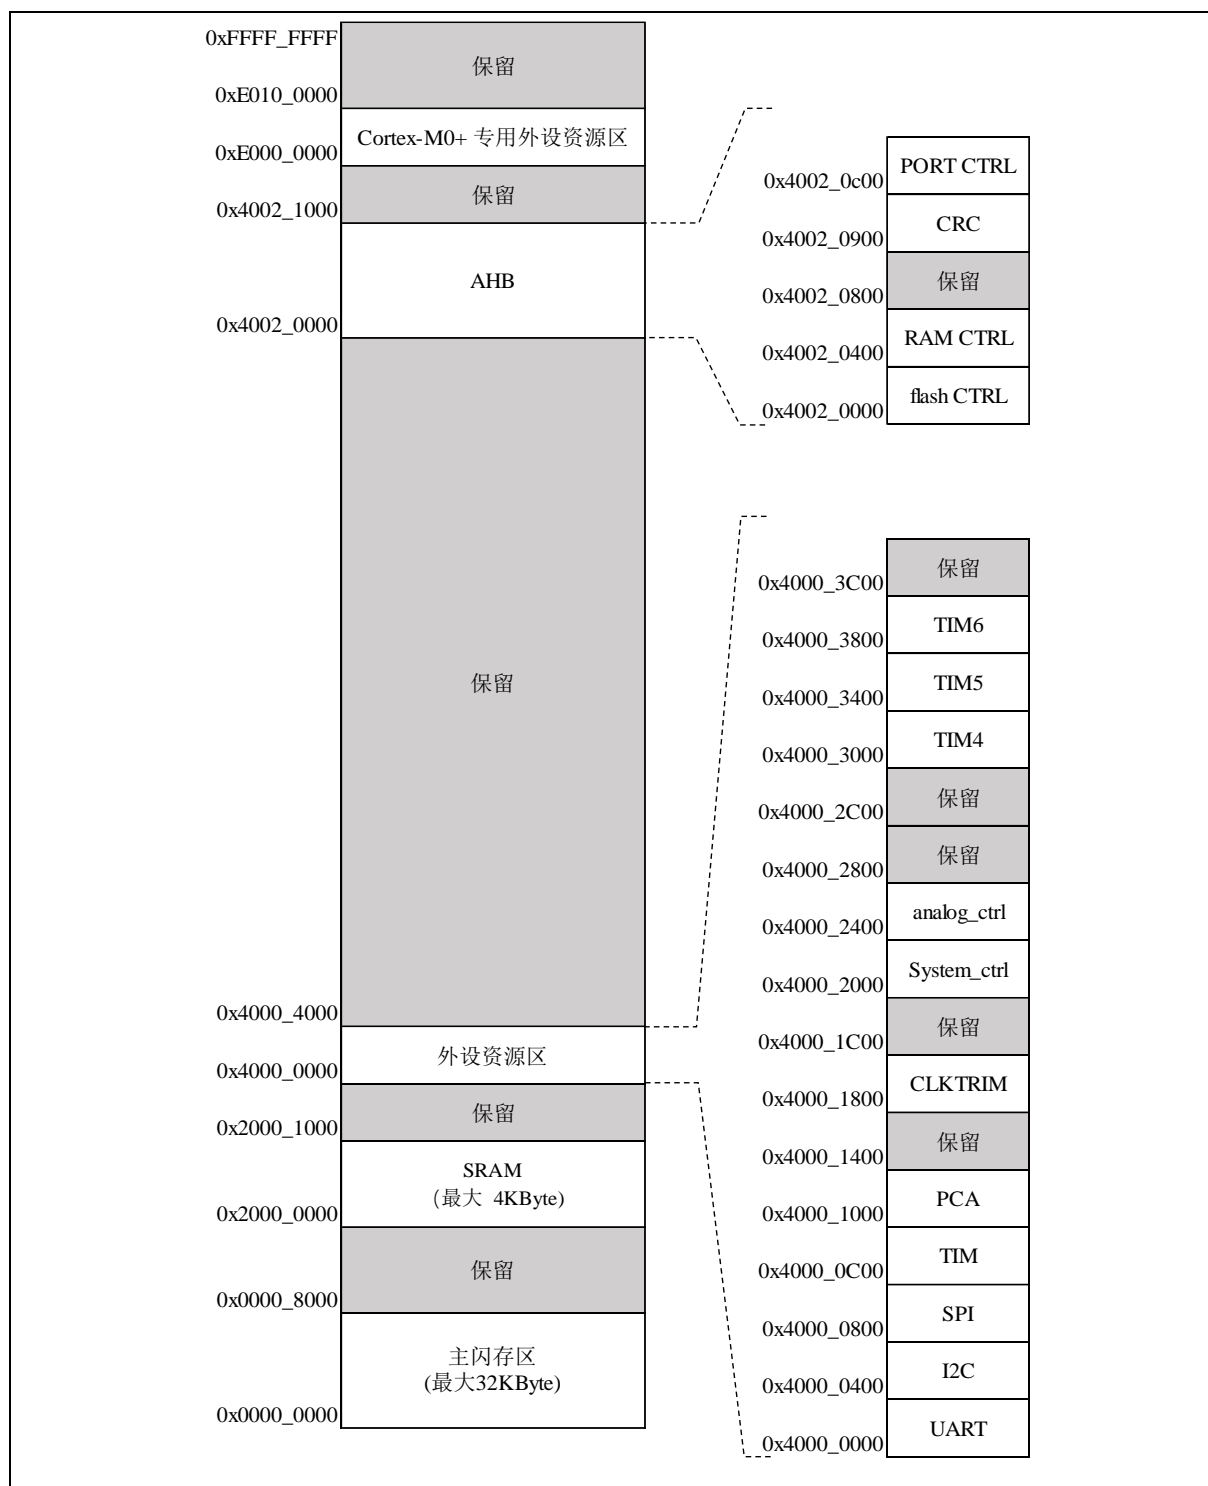 0xFFFF_FFFF
保留
0xE010_0000
Cortex-M0+ 专用外设资源区
0xE000_0000
保留
0x4002_1000
AHB
0x4002_0000
保留
0x4000_4000
外设资源区
0x4000_0000
保留
0x2000_1000
SRAM
（最大 4KByte)
0x2000_0000
保留
0x0000_8000
主闪存区
(最大32KByte)
0x0000_0000
PORT CTRL
0x4002_0c00
CRC
0x4002_0900
保留
0x4002_0800
RAM CTRL
0x4002_0400
flash CTRL
0x4002_0000
保留
0x4000_3C00
TIM6
0x4000_3800
TIM5
0x4000_3400
TIM4
0x4000_3000
保留
0x4000_2C00
保留
0x4000_2800
analog_ctrl
0x4000_2400
System_ctrl
0x4000_2000
保留
0x4000_1C00
CLKTRIM
0x4000_1800
保留
0x4000_1400
PCA
0x4000_1000
TIM
0x4000_0C00
SPI
0x4000_0800
I2C
0x4000_0400
UART
0x4000_0000